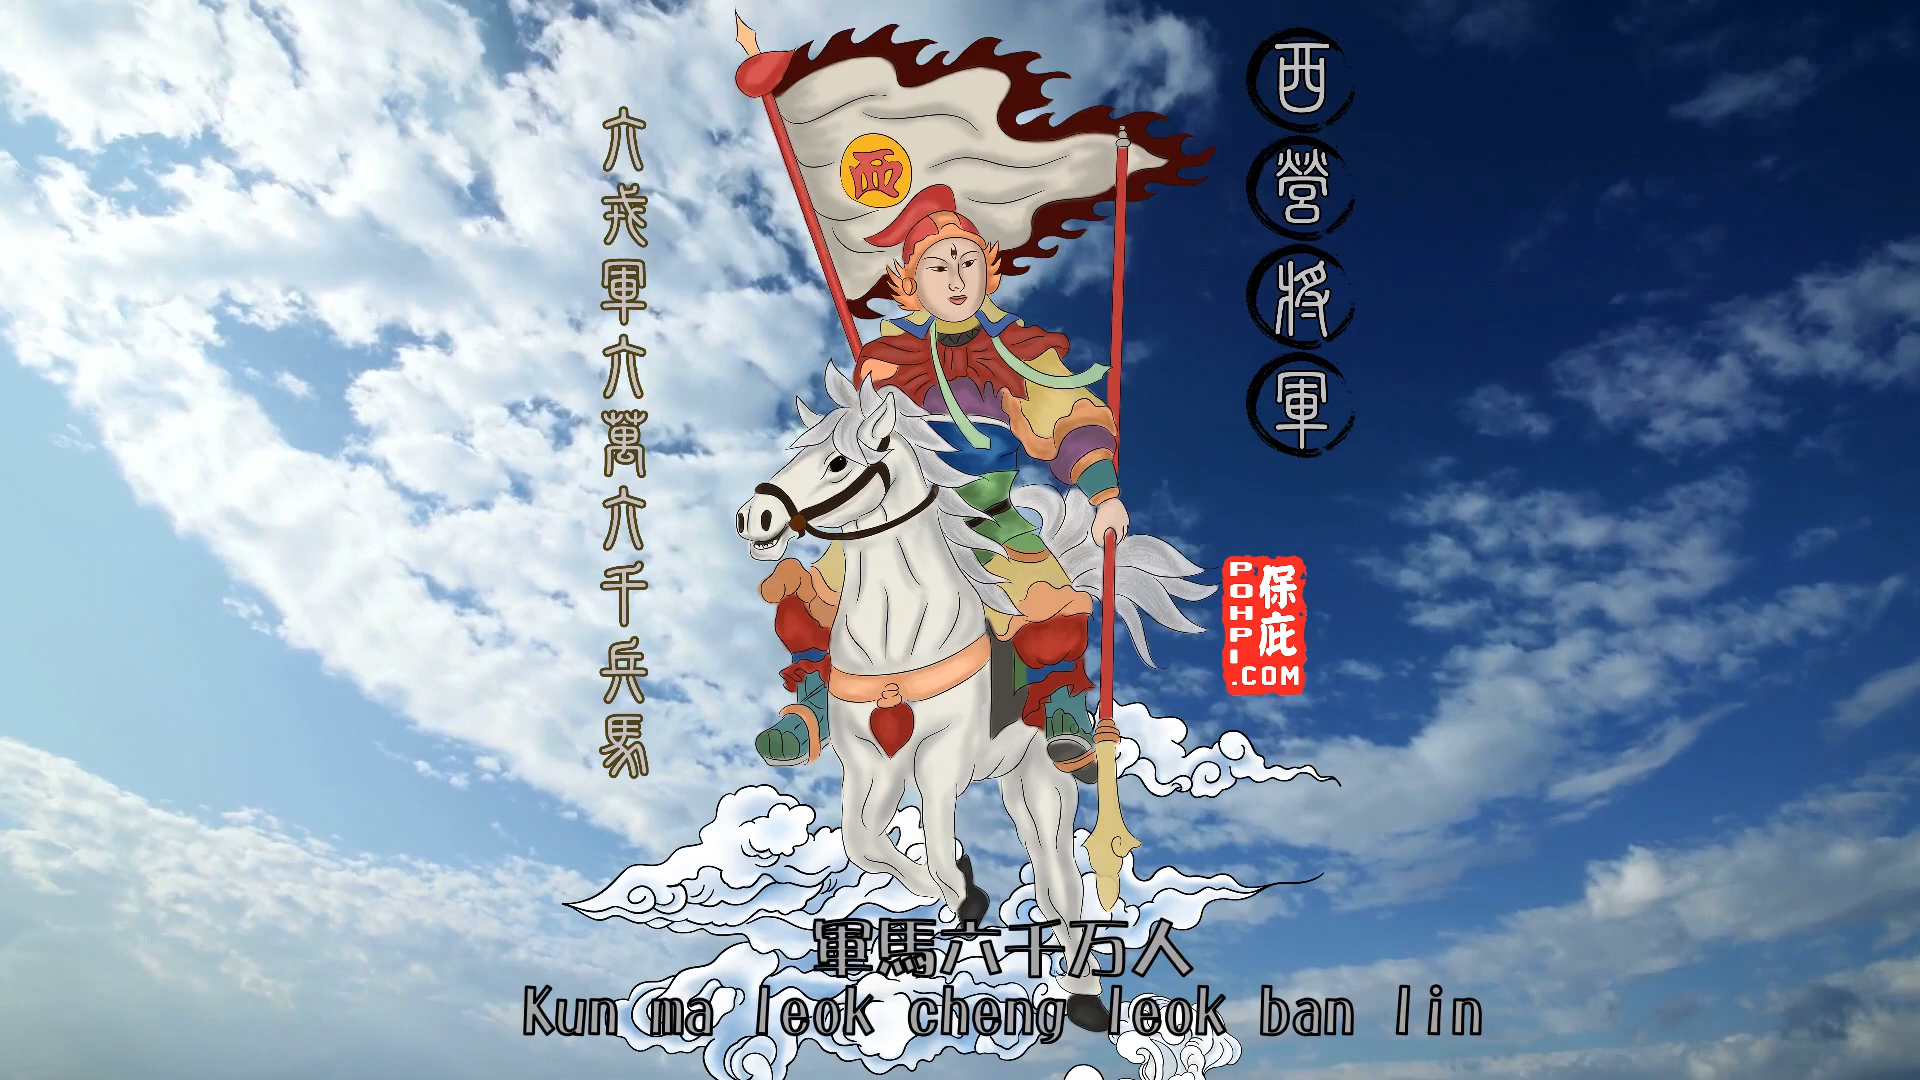 西營將軍
六戎軍六萬六千兵馬
西
保庇
POHPI
.COM
軍馬六千万人
Kun ma leok cheng leok ban lin